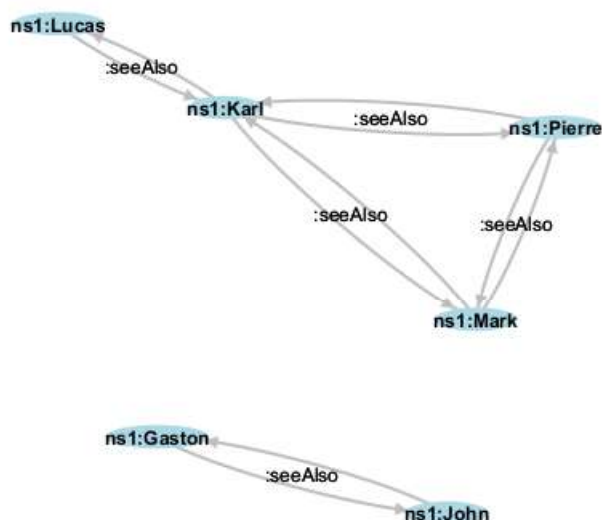 ns1:Lucas
:seeAlso
ns1:Karl
:seeAlso
ns1:Pierre
:seeAlso
:seeAlso
ns1:Mark
ns1:Gaston
:seeAlso
ns1:John